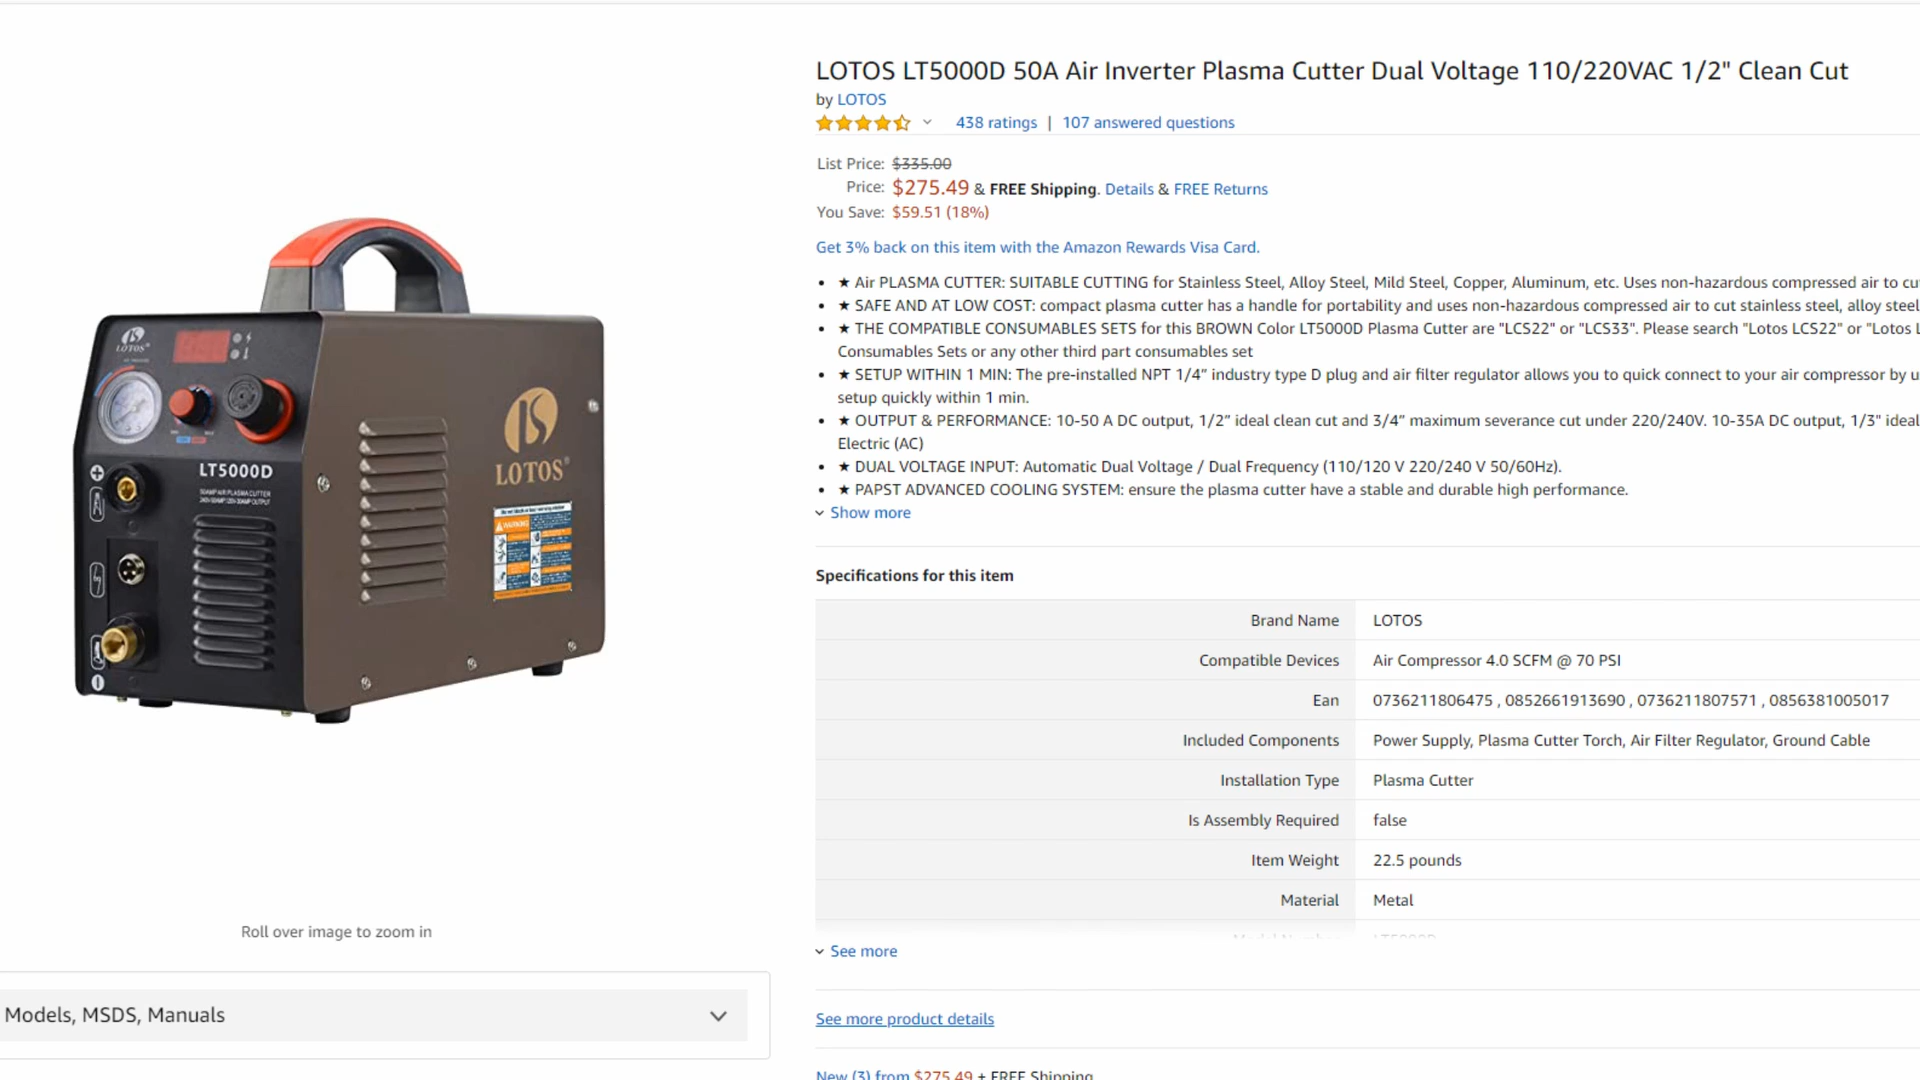 LOTOS LT5000D 50A Air Inverter Plasma Cutter Dual Voltage 110/220VAC 1/2" Clean Cut
by LOTOS
438 ratings | 107 answered questions
List Price: $335.00
Price: $275.49 & FREE Shipping. Details & FREE Returns
You Save: $59.51 (18%)
Get 3% back on this item with the Amazon Rewards Visa Card.
★ Air PLASMA CUTTER: SUITABLE CUTTING for Stainless Steel, Alloy Steel, Mild Steel, Copper, Aluminum, etc. Uses non-hazardous compressed air to cu
★ SAFE AND AT LOW COST: compact plasma cutter has a handle for portability and uses non-hazardous compressed air to cut stainless steel, alloy steel
★ THE COMPATIBLE CONSUMABLES SETS for this BROWN Color LT5000D Plasma Cutter are "LCS22" or "LCS33". Please search "Lotos LCS22" or "Lotos L
Consumables Sets or any other third part consumables set
★ SETUP WITHIN 1 MIN: The pre-installed NPT 1/4” industry type D plug and air filter regulator allows you to quick connect to your air compressor by u
setup quickly within 1 min.
★ OUTPUT & PERFORMANCE: 10-50 A DC output, 1/2” ideal clean cut and 3/4” maximum severance cut under 220/240V. 10-35A DC output, 1/3" ideal
Electric (AC)
★ DUAL VOLTAGE INPUT: Automatic Dual Voltage / Dual Frequency (110/120 V 220/240 V 50/60Hz).
★ PAPST ADVANCED COOLING SYSTEM: ensure the plasma cutter have a stable and durable high performance.
Show more
Specifications for this item
Brand Name LOTOS
Compatible Devices Air Compressor 4.0 SCFM @ 70 PSI
Ean 0736211806475 , 0852661913690 , 0736211807571 , 0856381005017
Included Components Power Supply, Plasma Cutter Torch, Air Filter Regulator, Ground Cable
Installation Type Plasma Cutter
Is Assembly Required false
Item Weight 22.5 pounds
Material Metal
See more
See more product details
New (3) from $275.49 + FREE Shipping
LOTOS®
LT5000D
50AMP AIR PLASMA CUTTER
LOTOS®
WARNING
Roll over image to zoom in
Models, MSDS, Manuals